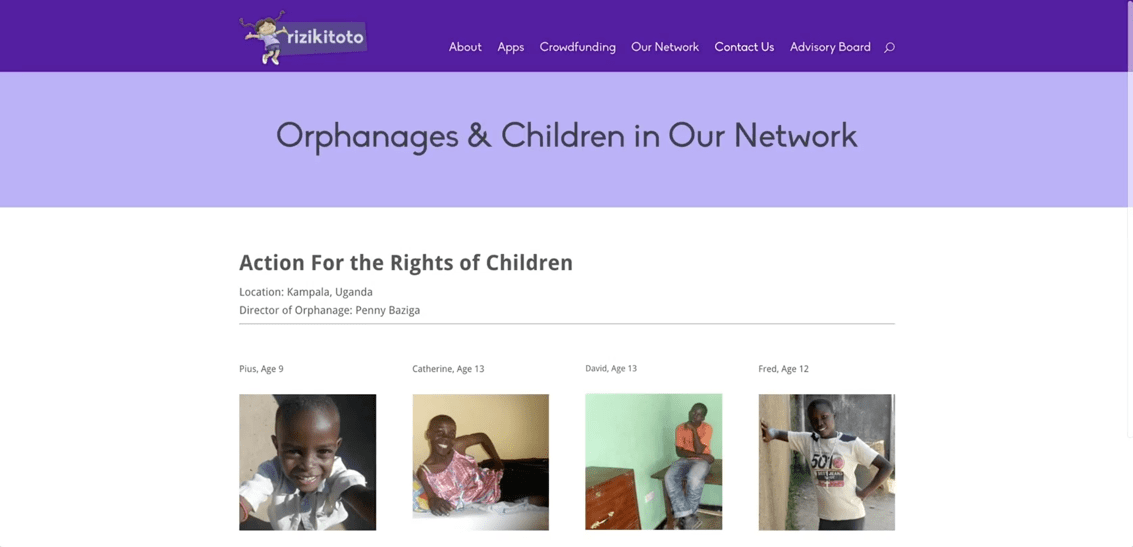 rizikitoto
About Apps Crowdfunding Our Network Contact Us Advisory Board
Orphanages & Children in Our Network
Action For the Rights of Children
Location: Kampala, Uganda
Director of Orphanage: Penny Baziga
Pius, Age 9
Catherine, Age 13
David, Age 13
Fred, Age 12
501